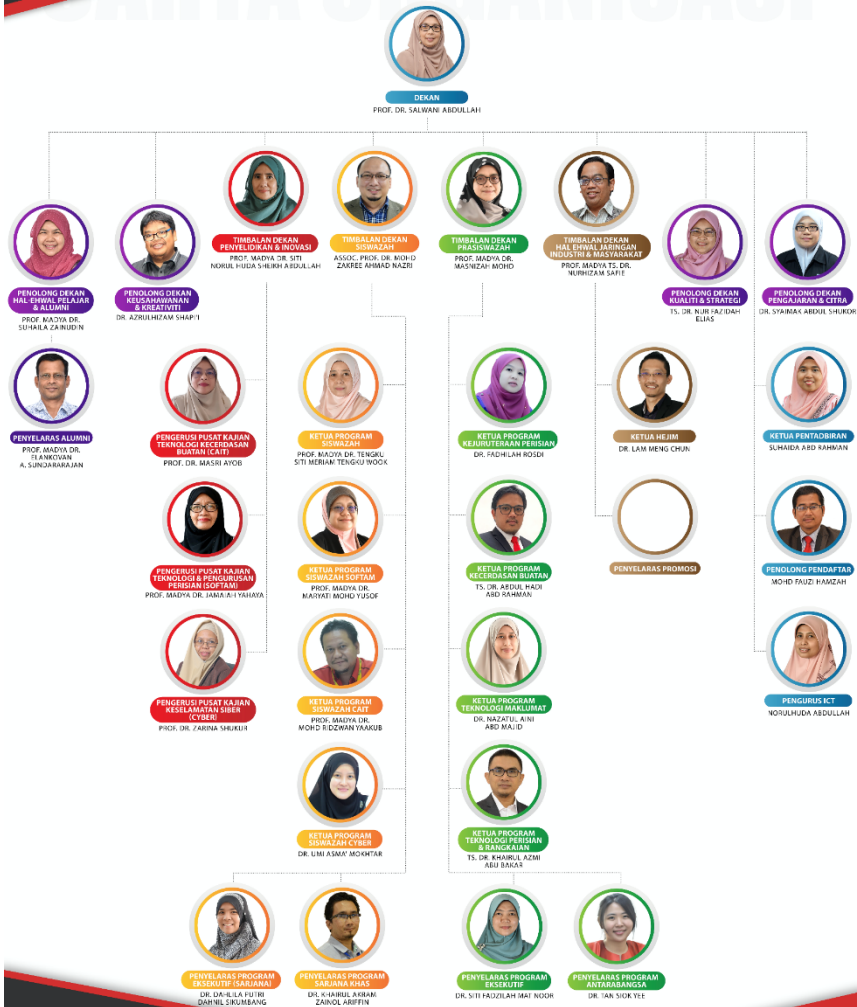 CARTA ORGANISASI
DEKAN
PROF. DR. SALWANI ABDULLAH
TIMBALAN DEKAN
PENYELIDIKAN & INOVASI
PROF. MADYA DR. SITI
NORUL HUDA SHEIKH ABDULLAH
TIMBALAN DEKAN
SISWAZAH
ASSOC. PROF. DR. MOHD
ZAKREE AHMAD NAZRI
TIMBALAN DEKAN
PRASISWAZAH
PROF. MADYA DR.
MASNIZAH MOHD
TIMBALAN DEKAN
HAL EHWAL JARINGAN
INDUSTRI & MASYARAKAT
PROF. MADYA TS. DR.
NURHIZAM SAFIE
PENOLONG DEKAN
HAL-EHWAL PELAJAR
& ALUMNI
PROF. MADYA DR.
SUHAILA ZAINUDIN
PENOLONG DEKAN
KEUSAHAWANAN
& KREATIVITI
DR. AZRULHIZAM SHAPI'I
PENOLONG DEKAN
KUALITI & STRATEGI
TS. DR. NUR FAZIDAH
ELIAS
PENOLONG DEKAN
PENGAJARAN & CITRA
DR. SYAIMAK ABDUL SHUKOR
PENYELARAS ALUMNI
PROF. MADYA DR.
ELANKOVAN
A. SUNDARARAJAN
PENGERUSI PUSAT KAJIAN
TEKNOLOGI KECERDASAN
BUATAN (CAIT)
PROF. DR. MASRI AYOB
KETUA PROGRAM
SISWAZAH
PROF. MADYA DR. TENGKU
SITI MERIAM TENGKU WOOK
KETUA PROGRAM
KEJURUTERAAN PERISIAN
DR. FADHILAH ROSDI
KETUA HEJIM
DR. LAM MENG CHUN
KETUA PENTADBIRAN
SUHAIDA ABD RAHMAN
PENGERUSI PUSAT KAJIAN
TEKNOLOGI & PENGURUSAN
PERISIAN (SOFTAM)
PROF. MADYA DR. JAMAIAH YAHAYA
KETUA PROGRAM
SISWAZAH SOFTAM
PROF. MADYA DR.
MARYATI MOHD YUSOF
KETUA PROGRAM
KECERDASAN BUATAN
TS. DR. ABDUL HADI
ABD RAHMAN
PENYELARAS PROMOSI
PENOLONG PENDAFTAR
MOHD FAUZI HAMZAH
PENGERUSI PUSAT KAJIAN
KESELAMATAN SIBER
(CYBER)
PROF. DR. ZARINA SHUKUR
KETUA PROGRAM
SISWAZAH CAIT
PROF. MADYA DR.
MOHD RIDZWAN YAAKUB
KETUA PROGRAM
TEKNOLOGI MAKLUMAT
DR. NAZATUL AINI
ABD MAJID
PENGURUS ICT
NORULHUDA ABDULLAH
KETUA PROGRAM
SISWAZAH CYBER
DR. UMI ASMA' MOKHTAR
KETUA PROGRAM
TEKNOLOGI PERISIAN
& RANGKAIAN
TS. DR. KHAIRUL AZMI
ABU BAKAR
PENYELARAS PROGRAM
EKSEKUTIF (SARJANA)
DR. DAHLILA PUTRI
DAHNIL SIKUMBANG
PENYELARAS PROGRAM
SARJANA KHAS
DR. KHAIRUL AKRAM
ZAINOL ARIFFIN
PENYELARAS PROGRAM
EKSEKUTIF
DR. SITI FADZILAH MAT NOOR
PENYELARAS PROGRAM
ANTARABANGSA
DR. TAN SIOK YEE